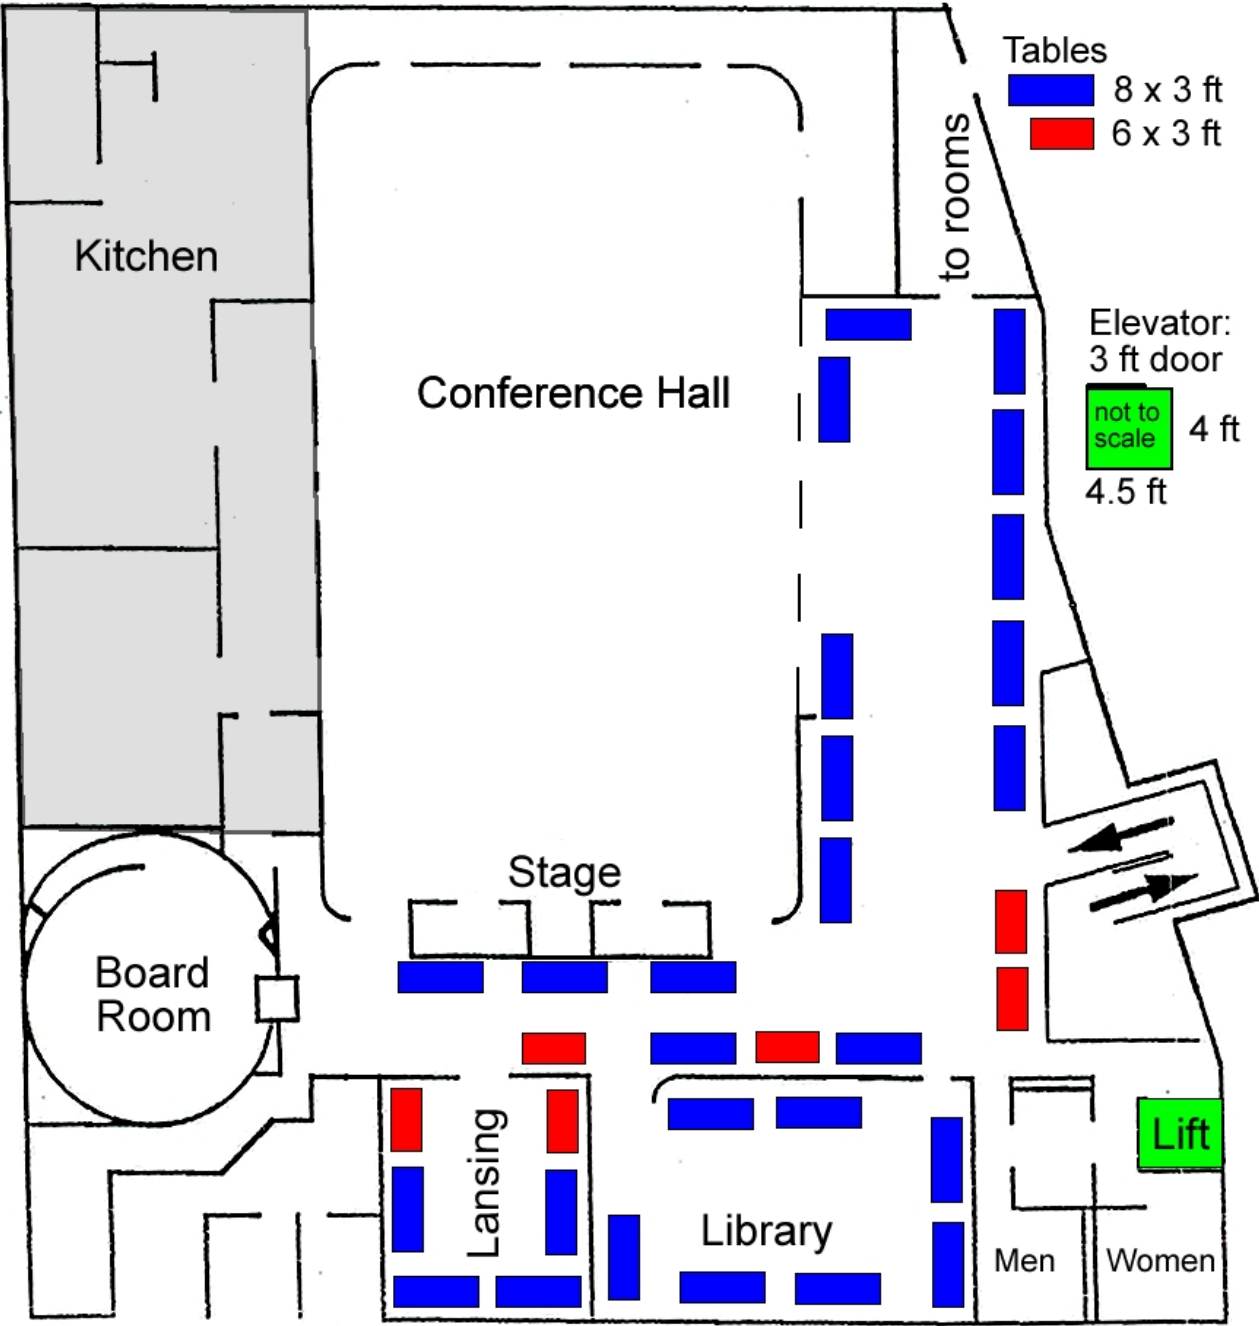 Tables
8 x 3 ft
6 x 3 ft
to rooms
Kitchen
Elevator:
3 ft door
not to
scale
4 ft
4.5 ft
Conference Hall
Stage
Board
Room
Lansing
Library
Lift
Men
Women